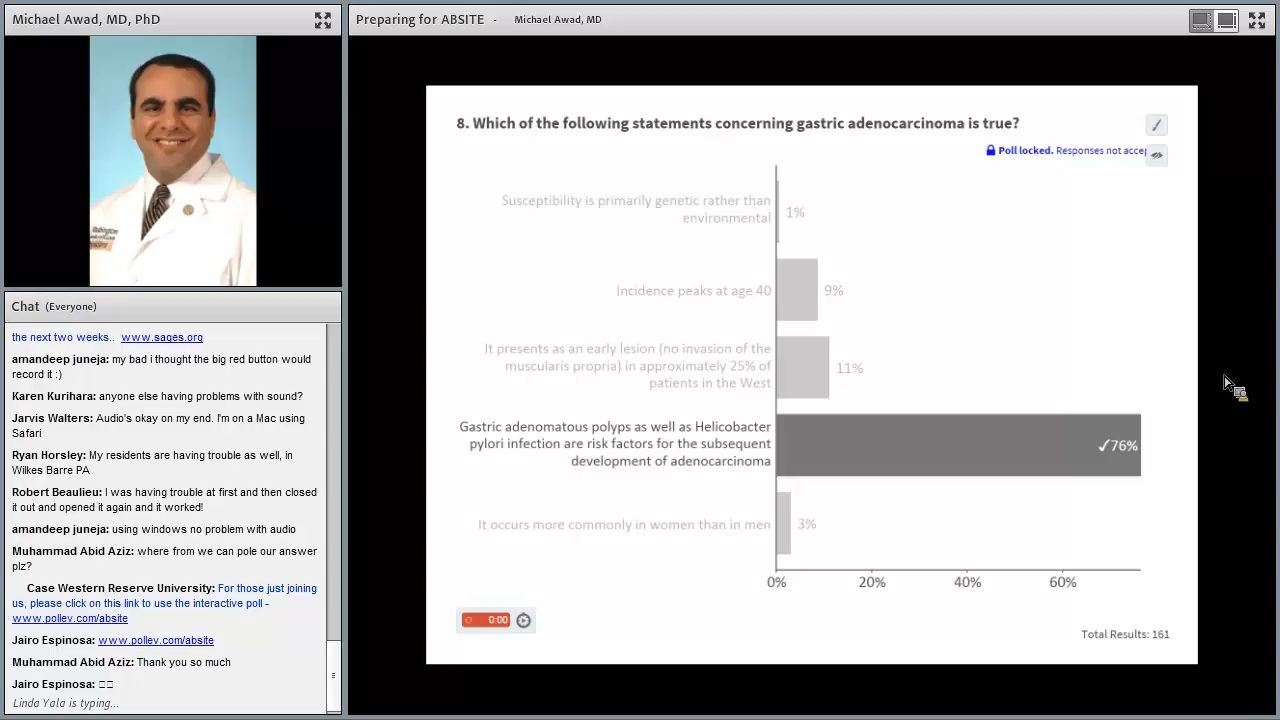 Michael Awad, MD, PhD
Chat (Everyone)
the next two weeks.. www.sages.org
amandeep juneja: my bad i thought the big red button would
record it :)
Karen Kurihara: anyone else having problems with sound?
Jarvis Walters: Audio's okay on my end. I'm on a Mac using
Safari
Ryan Horsley: My residents are having trouble as well, in
Wilkes Barre PA
Robert Beaulieu: I was having trouble at first and then closed
it out and opened it again and it worked!
amandeep juneja: using windows no problem with audio
Muhammad Abid Aziz: where from we can pole our answer
plz?
Case Western Reserve University: For those just joining
us, please click on this link to use the interactive poll -
www.pollev.com/absite
Jairo Espinosa: www.pollev.com/absite
Muhammad Abid Aziz: Thank you so much
Jairo Espinosa:
Linda Yala is typing...
Preparing for ABSITE - Michael Awad, MD
8. Which of the following statements concerning gastric adenocarcinoma is true?
Poll locked. Responses not accep
Susceptibility is primarily genetic rather than
environmental
1%
Incidence peaks at age 40
9%
It presents as an early lesion (no invasion of the
muscularis propria) in approximately 25% of
patients in the West
11%
Gastric adenomatous polyps as well as Helicobacter
pylori infection are risk factors for the subsequent
development of adenocarcinoma
✓76%
It occurs more commonly in women than in men
3%
0% 20% 40% 60%
0:00
Total Results: 161